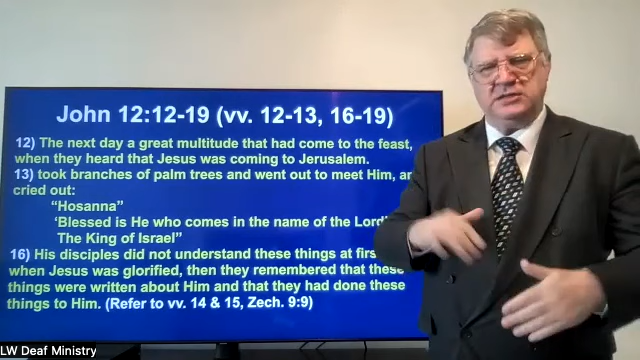 John 12:12-19 (vv. 12-13, 16-19)
12) The next day a great multitude that had come to the feast,
when they heard that Jesus was coming to Jerusalem.
13) took branches of palm trees and went out to meet Him,
cried out:
"Hosanna"
'Blessed is He who comes in the name of the Lord
The King of Israel"
16) His disciples did not understand these things at
when Jesus was glorified, then they remembered that these
things were written about Him and that they had done these
things to Him. (Refer to vv. 14 & 15, Zech. 9:9)
LW Deaf Ministry